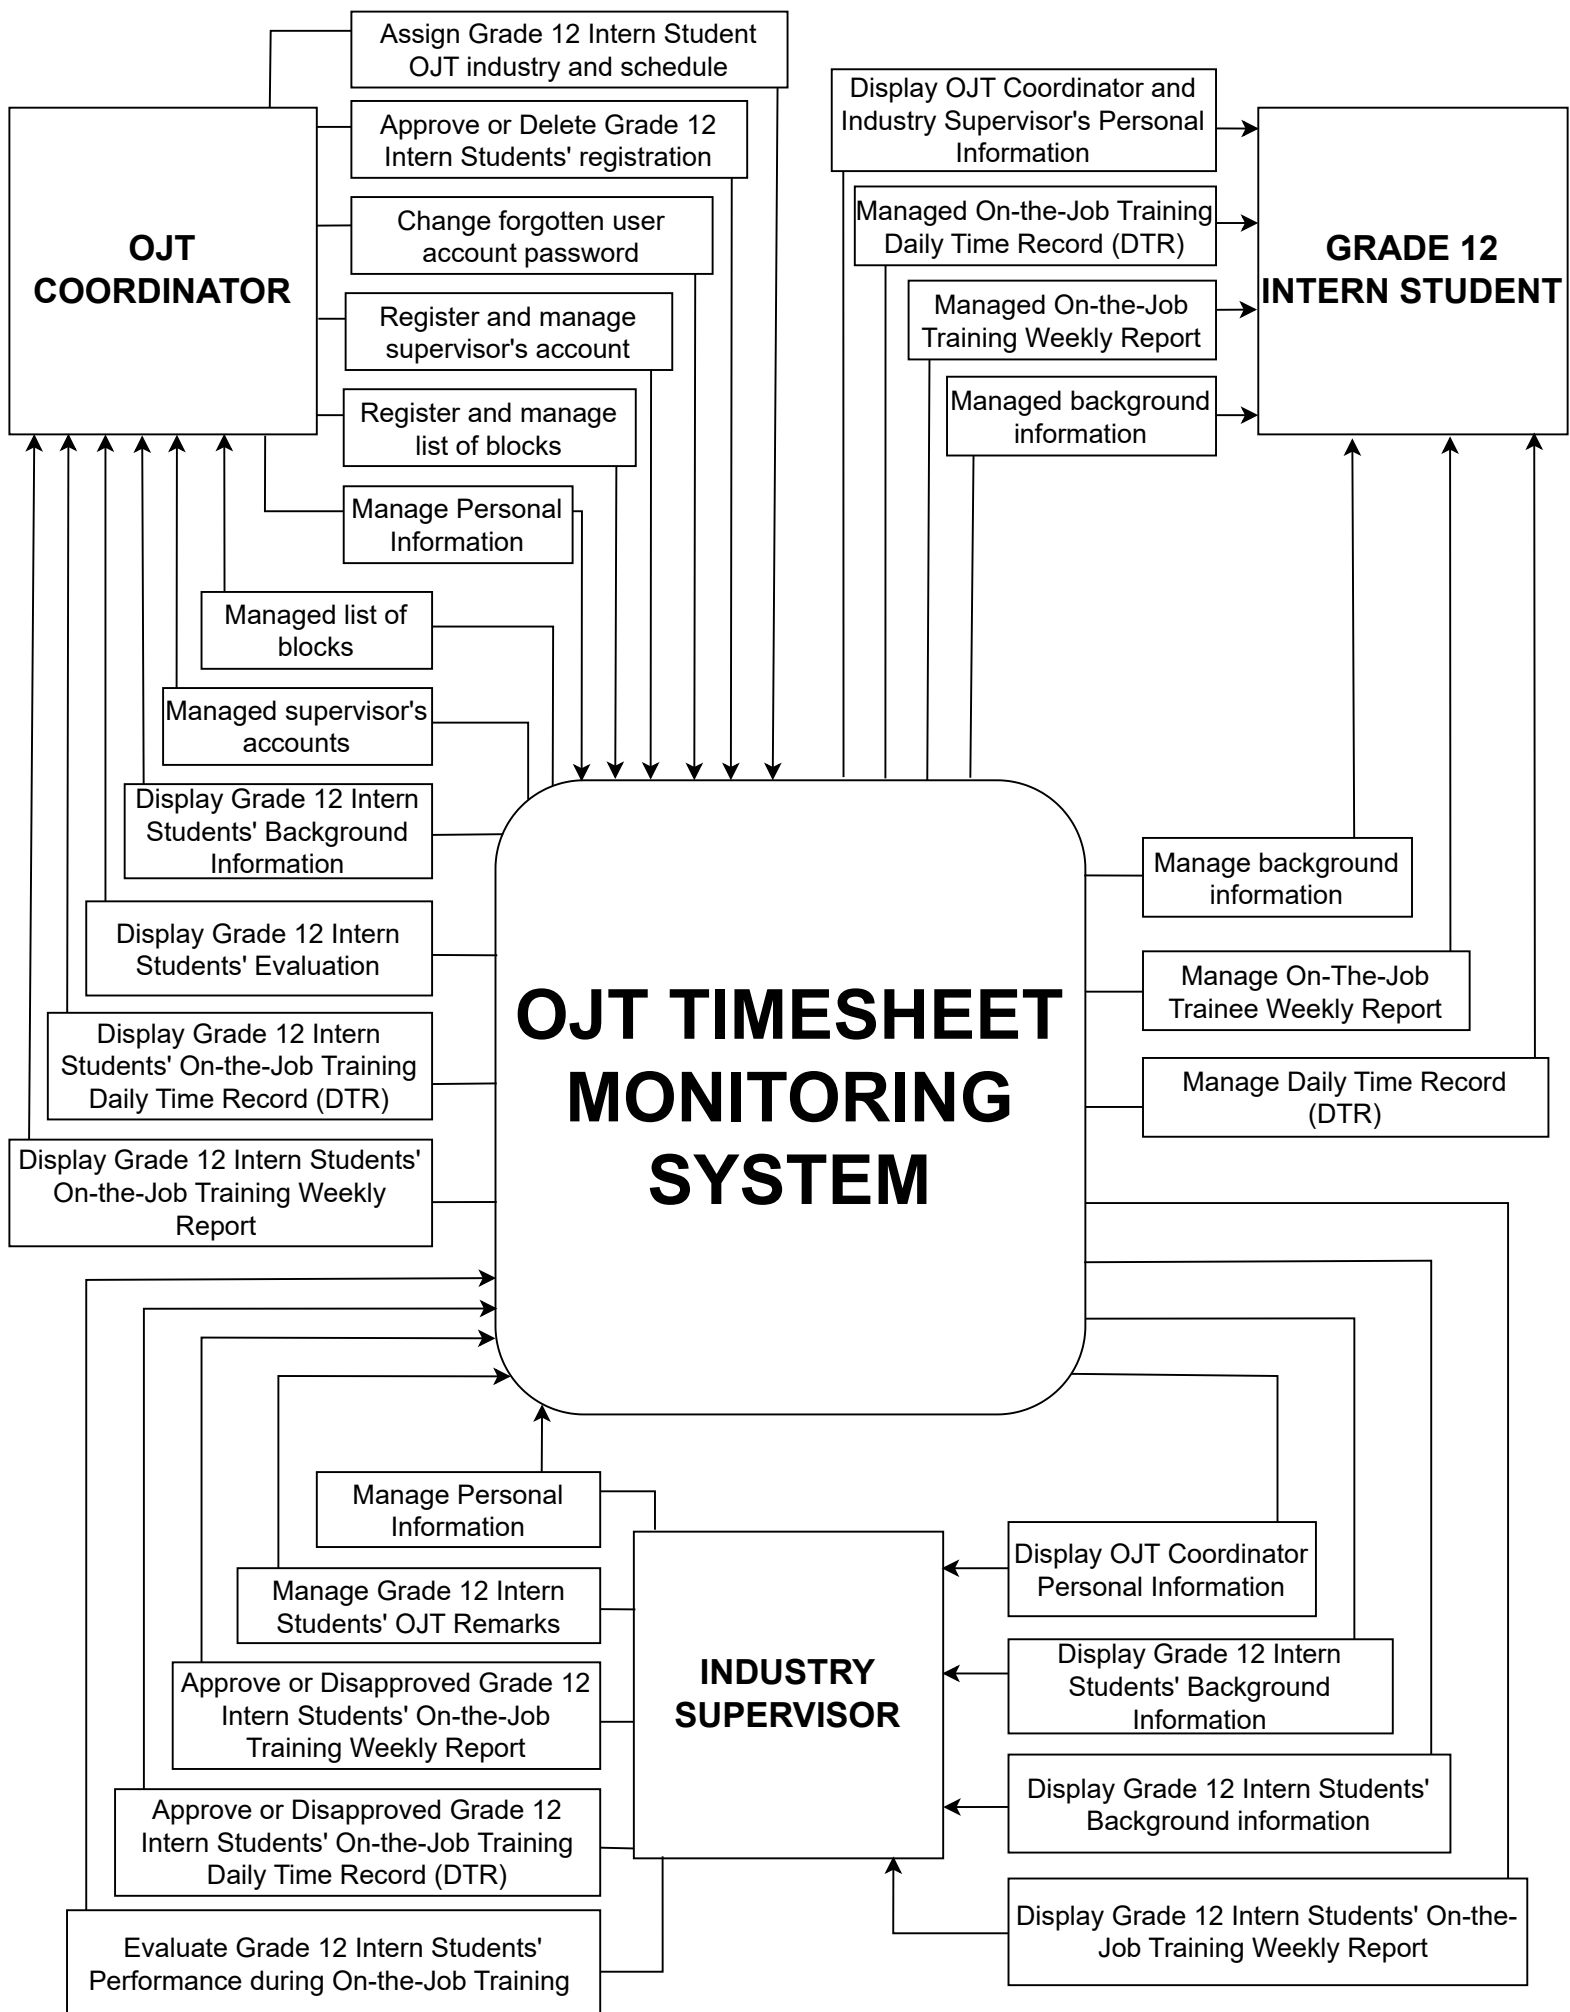 Assign Grade 12 Intern Student
OJT industry and schedule
Approve or Delete Grade 12
Intern Students' registration
Change forgotten user
account password
Register and manage
supervisor's account
Register and manage
list of blocks
Manage Personal
Information
OJT
COORDINATOR
Display OJT Coordinator and
Industry Supervisor's Personal
Information
Managed On-the-Job Training
Daily Time Record (DTR)
Managed On-the-Job
Training Weekly Report
Managed background
information
GRADE 12
INTERN STUDENT
Managed list of
blocks
Managed supervisor's
accounts
Display Grade 12 Intern
Students' Background
Information
Display Grade 12 Intern
Students' Evaluation
Display Grade 12 Intern
Students' On-the-Job Training
Daily Time Record (DTR)
Display Grade 12 Intern Students'
On-the-Job Training Weekly
Report
OJT TIMESHEET
MONITORING
SYSTEM
Manage background
information
Manage On-The-Job
Trainee Weekly Report
Manage Daily Time Record
(DTR)
Manage Personal
Information
Manage Grade 12 Intern
Students' OJT Remarks
Approve or Disapproved Grade 12
Intern Students' On-the-Job
Training Weekly Report
Approve or Disapproved Grade 12
Intern Students' On-the-Job Training
Daily Time Record (DTR)
Evaluate Grade 12 Intern Students'
Performance during On-the-Job Training
INDUSTRY
SUPERVISOR
Display OJT Coordinator
Personal Information
Display Grade 12 Intern
Students' Background
Information
Display Grade 12 Intern Students'
Background information
Display Grade 12 Intern Students' On-the-
Job Training Weekly Report